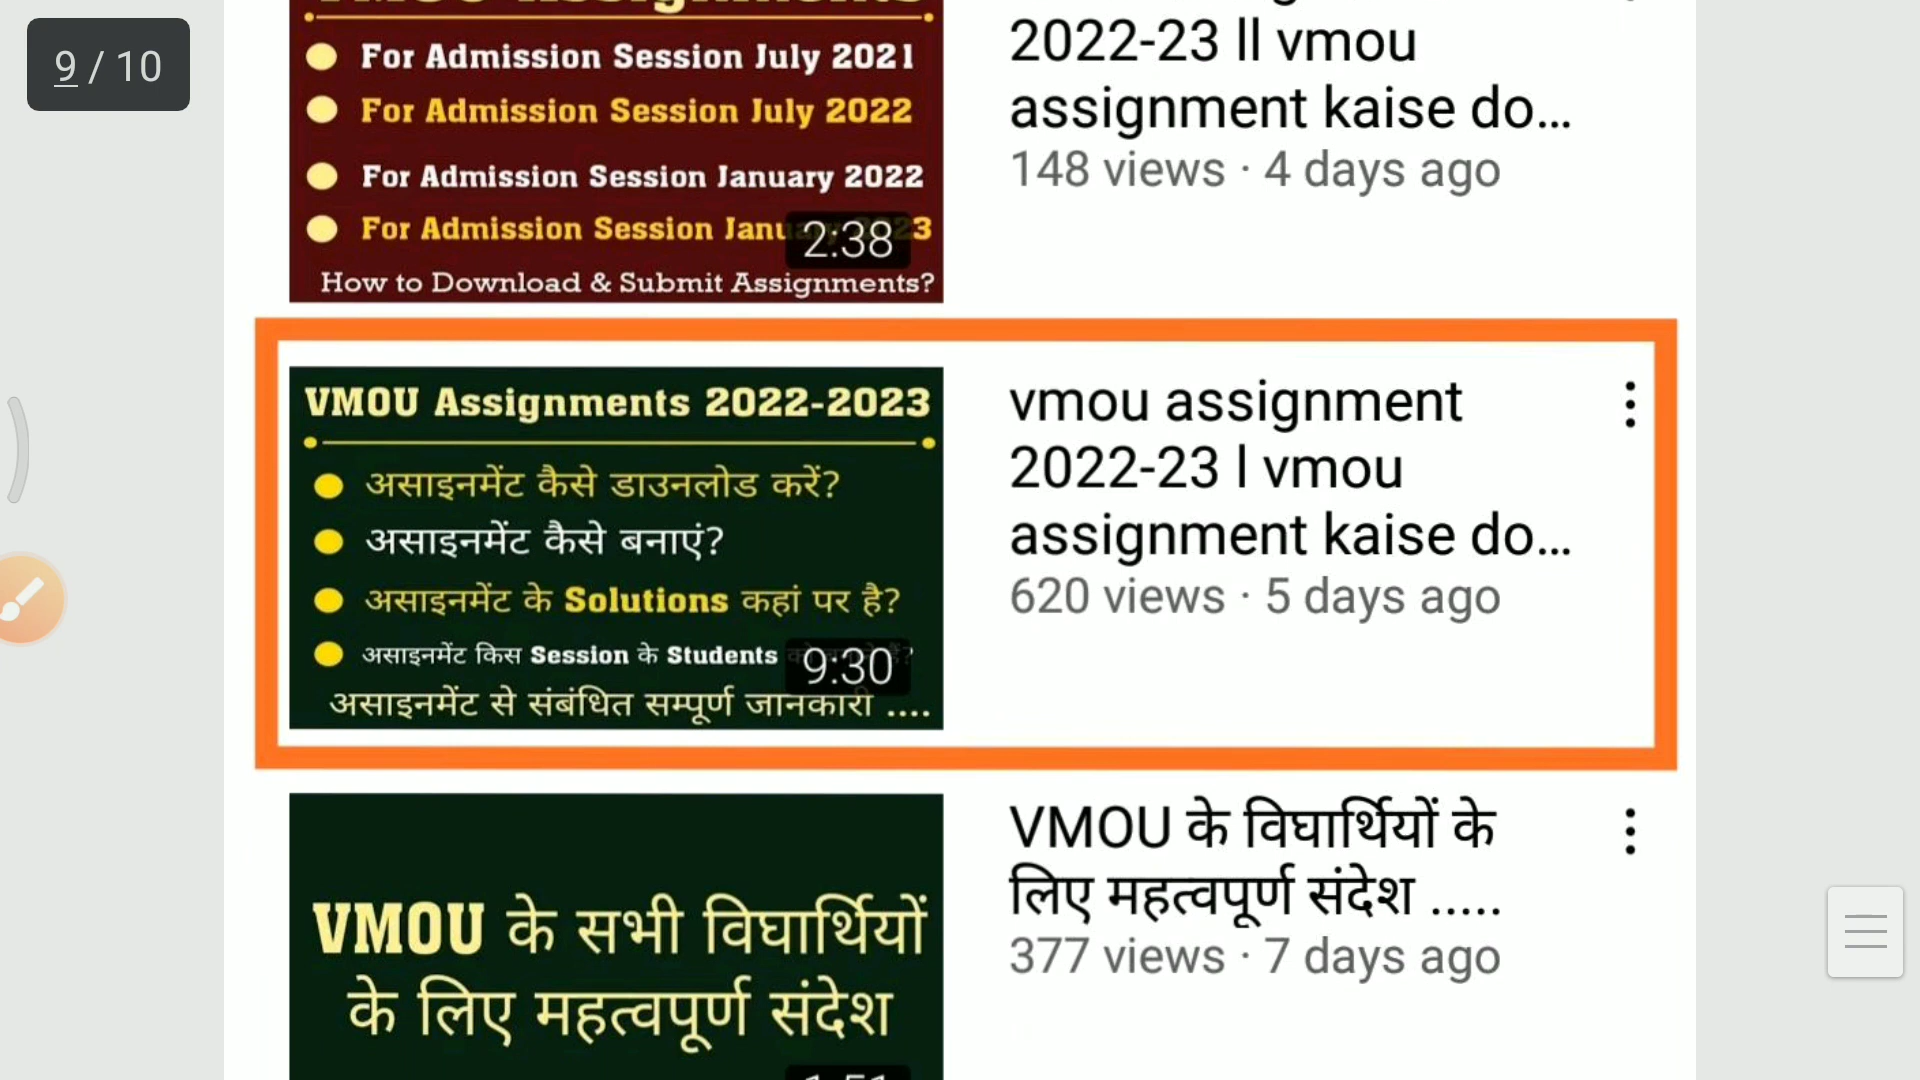 9 / 10
For Admission Session July 2021
For Admission Session July 2022
For Admission Session January 2022
For Admission Session
2:38
How to Download & Submit Assignments?
2022-23 ll vmou
assignment kaise do...
148 views · 4 days ago
VMOU Assignments 2022-2023
असाइनमेंट कैसे डाउनलोड करें?
असाइनमेंट कैसे बनाएं?
असाइनमेंट के Solutions कहां पर है?
असाइनमेंट किस Session के Students
9:30
असाइनमेंट से संबंधित सम्पूर्ण जानकारी ....
vmou assignment
2022-23 l vmou
assignment kaise do...
620 views · 5 days ago
VMOU के सभी विघार्थियों
के लिए महत्वपूर्ण संदेश
VMOU के विघार्थियों के
लिए महत्वपूर्ण संदेश .....
377 views · 7 days ago